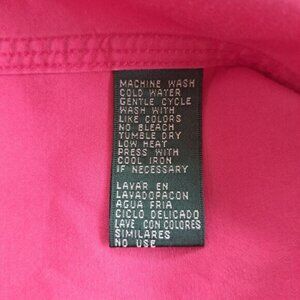 MACHINE WASH
COLD WATER
GENTLE CYCLE
WASH WITH
LIKE COLORS
NO BLEACH
TUMBLE DRY
LOW HEAT
PRESS WITH
COOL IRON
IF NECESSARY
LAVAR EN
LAVADOPACON
AGUA FRIA
CICLO DELICADO
LAVE CON COLORES
SIMILARES
NO USE